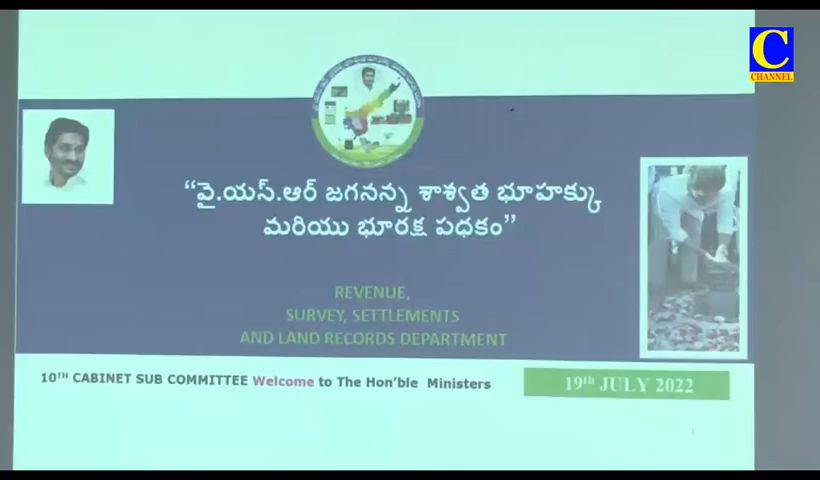 C
CHANNEL
“వై.యస్.ఆర్ జగనన్న శాశ్వత భూహక్కు
మరియు భూరక్ష పధకం”
REVENUE,
SURVEY, SETTLEMENTS
AND LAND RECORDS DEPARTMENT
10TH CABINET SUB COMMITTEE Welcome to The Hon’ble Ministers
19th JULY 2022